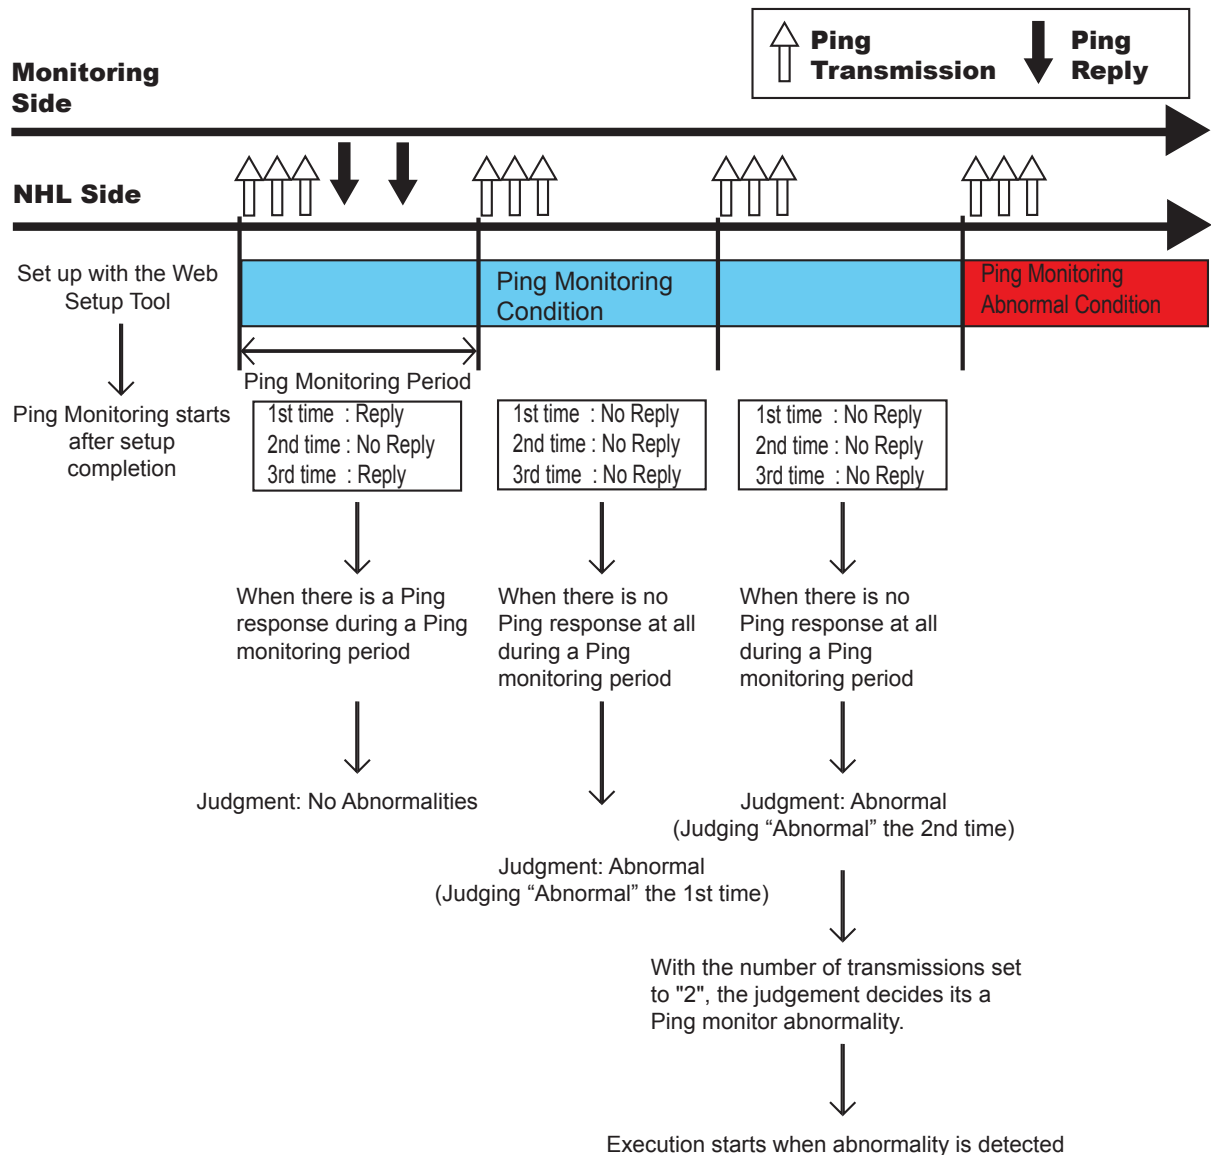 Ping
Transmission
Ping
Reply
Monitoring
Side
NHL Side
Set up with the Web
Setup Tool
Ping Monitoring starts
after setup
completion
Ping Monitoring
Condition
Ping Monitoring
Abnormal Condition
Ping Monitoring Period
1st time : Reply
2nd time : No Reply
3rd time : Reply
1st time : No Reply
2nd time : No Reply
3rd time : No Reply
1st time : No Reply
2nd time : No Reply
3rd time : No Reply
When there is a Ping
response during a Ping
monitoring period
When there is no
Ping response at all
during a Ping
monitoring period
When there is no
Ping response at all
during a Ping
monitoring period
Judgment: No Abnormalities
Judgment: Abnormal
(Judging “Abnormal” the 1st time)
Judgment: Abnormal
(Judging “Abnormal” the 2nd time)
With the number of transmissions set
to "2", the judgement decides its a
Ping monitor abnormality.
Execution starts when abnormality is detected